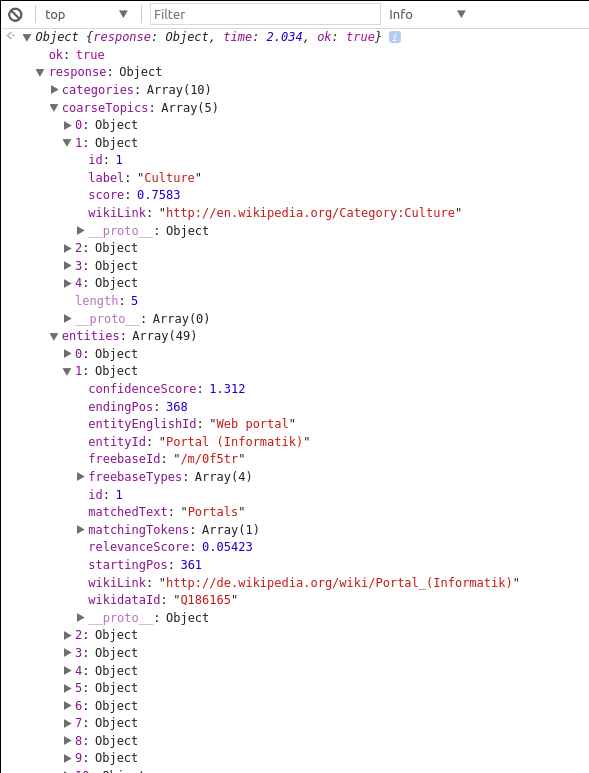 top Filter Info
Object {response: Object, time: 2.034, ok: true} i
ok: true
response: Object
categories: Array(10)
coarseTopics: Array(5)
0: Object
1: Object
id: 1
label: "Culture"
score: 0.7583
wikiLink: "http://en.wikipedia.org/Category:Culture"
__proto__: Object
2: Object
3: Object
4: Object
length: 5
__proto__: Array(0)
entities: Array(49)
0: Object
1: Object
confidenceScore: 1.312
endingPos: 368
entityEnglishId: "Web portal"
entityId: "Portal (Informatik)"
freebaseId: "/m/0f5tr"
freebaseTypes: Array(4)
id: 1
matchedText: "Portals"
matchingTokens: Array(1)
relevanceScore: 0.05423
startingPos: 361
wikiLink: "http://de.wikipedia.org/wiki/Portal_(Informatik)"
wikidataId: "Q186165"
__proto__: Object
2: Object
3: Object
4: Object
5: Object
6: Object
7: Object
8: Object
9: Object
10: Object